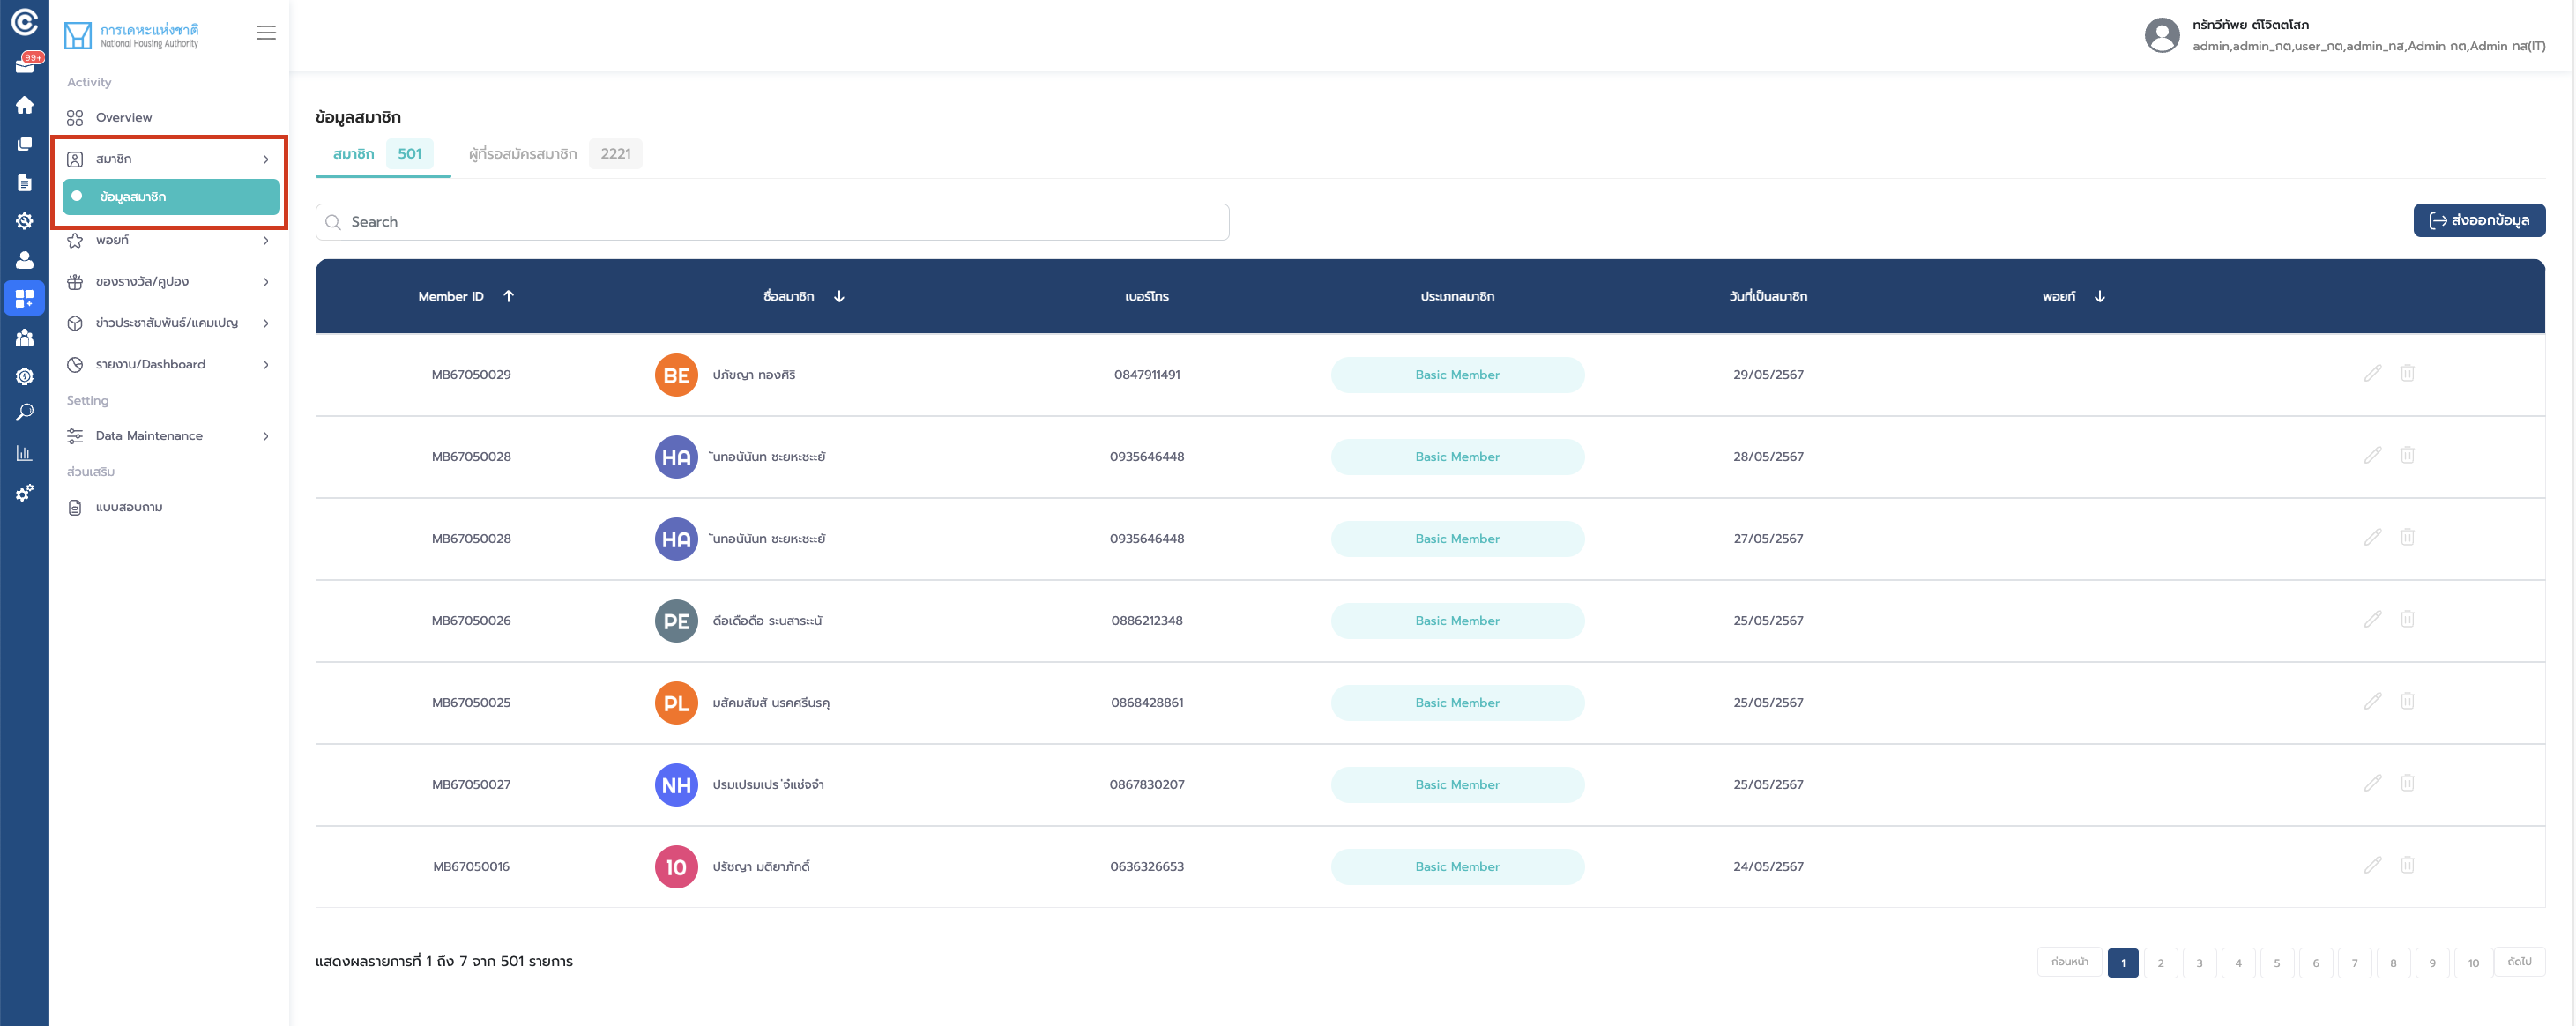 การเคหะแห่งชาติ
National Housing Authority
99+
ทรัทวีทัพย ต์โจิตตโสภ
admin,admin_กต,user_กต,admin_กส,Admin กต,Admin กส(IT)
Activity
Overview
สมาชิก
ข้อมูลสมาชิก
พอยท์
ของรางวัล/คูปอง
ข่าวประชาสัมพันธ์/แคมเปญ
รายงาน/Dashboard
Setting
Data Maintenance
ส่วนเสริม
แบบสอบถาม
ข้อมูลสมาชิก
สมาชิก 501 ผู้ที่รอสมัครสมาชิก 2221
Search
ส่งออกข้อมูล
Member ID ชื่อสมาชิก เบอร์โทร ประเภทสมาชิก วันที่เป็นสมาชิก พอยท์
MB67050029 BE ปภัชญา ทองศิริ 0847911491 Basic Member 29/05/2567
MB67050028 HA ันทอนันันท ชะยหะชะะยั 0935646448 Basic Member 28/05/2567
MB67050028 HA ันทอนันันท ชะยหะชะะยั 0935646448 Basic Member 27/05/2567
MB67050026 PE ดือเดือดือ ระนสาระะนั 0886212348 Basic Member 25/05/2567
MB67050025 PL มสัคมสัมสั นรคศรีนรคุ 0868428861 Basic Member 25/05/2567
MB67050027 NH ปรมเปรมเปร ่จ๋แซ่จจ๋า 0867830207 Basic Member 25/05/2567
MB67050016 10 ปรัชญา มติยาภักดิ์ 0636326653 Basic Member 24/05/2567
แสดงผลรายการที่ 1 ถึง 7 จาก 501 รายการ
ก่อนหน้า 1 2 3 4 5 6 7 8 9 10 ถัดไป